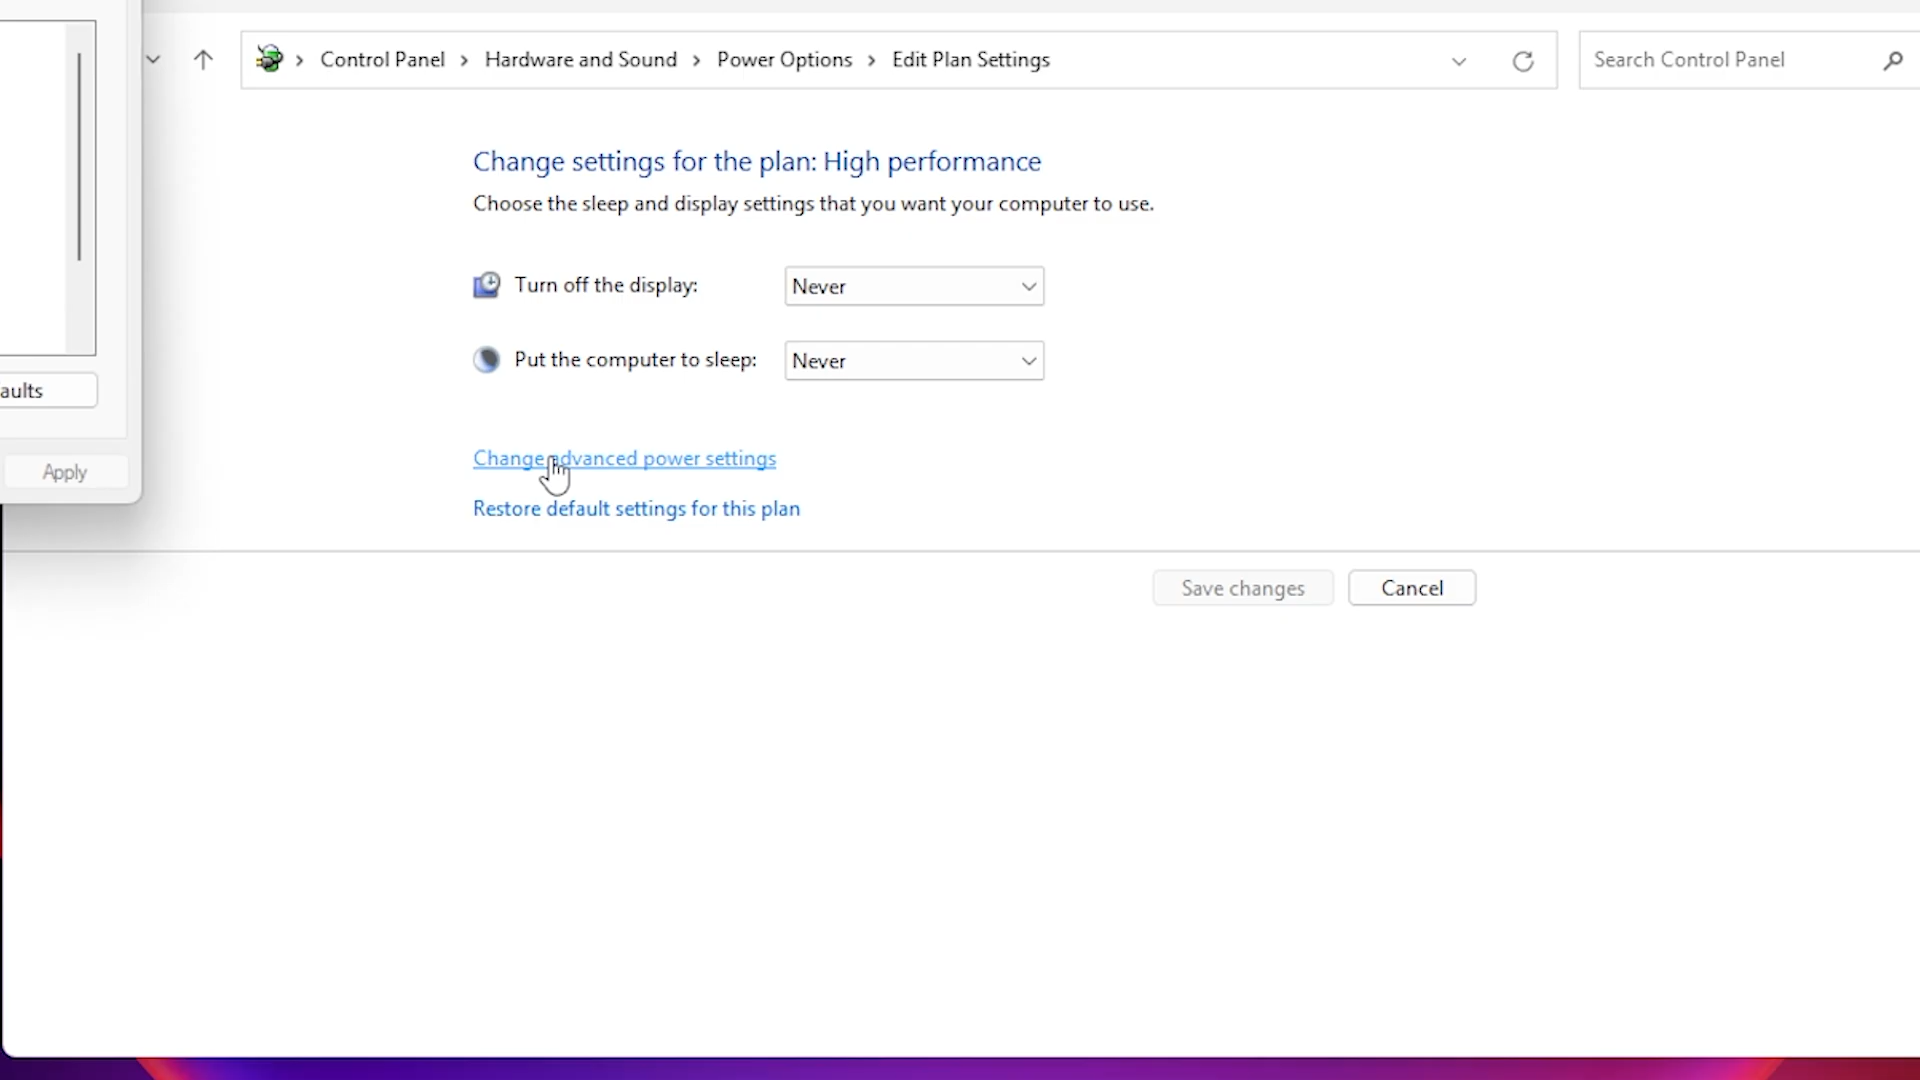 Control Panel > Hardware and Sound > Power Options > Edit Plan Settings
Search Control Panel
Change settings for the plan: High performance
Choose the sleep and display settings that you want your computer to use.
Turn off the display: Never
Put the computer to sleep: Never
aults
Change advanced power settings
Apply
Restore default settings for this plan
Save changes Cancel